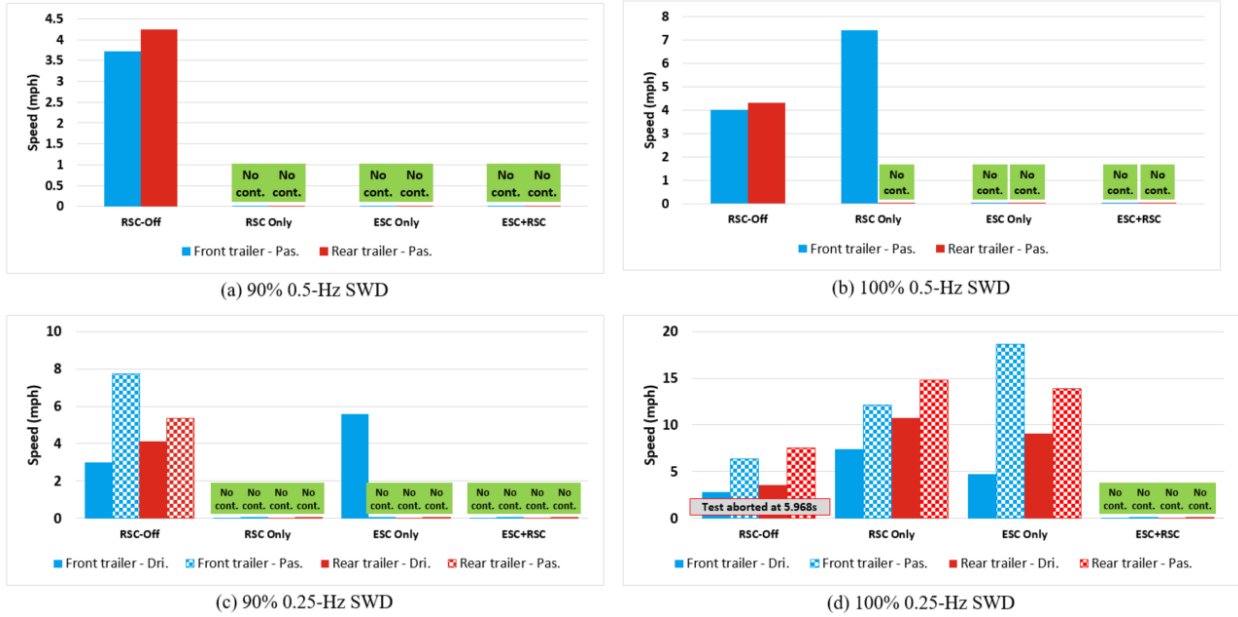 4.5
4
3.5
3
2.5
2
1.5
1
0.5
0
Speed (mph)
No cont. No cont.
No cont. No cont.
No cont. No cont.
RSC-Off RSC Only ESC Only ESC+RSC
Front trailer - Pas. Rear trailer - Pas.
(a) 90% 0.5-Hz SWD
8
7
6
5
4
3
2
1
0
Speed (mph)
No cont.
No cont. No cont.
No cont. No cont.
RSC-Off RSC Only ESC Only ESC+RSC
Front trailer - Pas. Rear trailer - Pas.
(b) 100% 0.5-Hz SWD
10
8
6
4
2
0
Speed (mph)
No cont. No cont. No cont. No cont.
No cont. No cont. No cont.
No cont. No cont. No cont. No cont.
RSC-Off RSC Only ESC Only ESC+RSC
Front trailer - Dri. Front trailer - Pas. Rear trailer - Dri. Rear trailer - Pas.
(c) 90% 0.25-Hz SWD
20
15
10
5
0
Speed (mph)
Test aborted at 5.968s
No cont. No cont. No cont. No cont.
RSC-Off RSC Only ESC Only ESC+RSC
Front trailer - Dri. Front trailer - Pas. Rear trailer - Dri. Rear trailer - Pas.
(d) 100% 0.25-Hz SWD